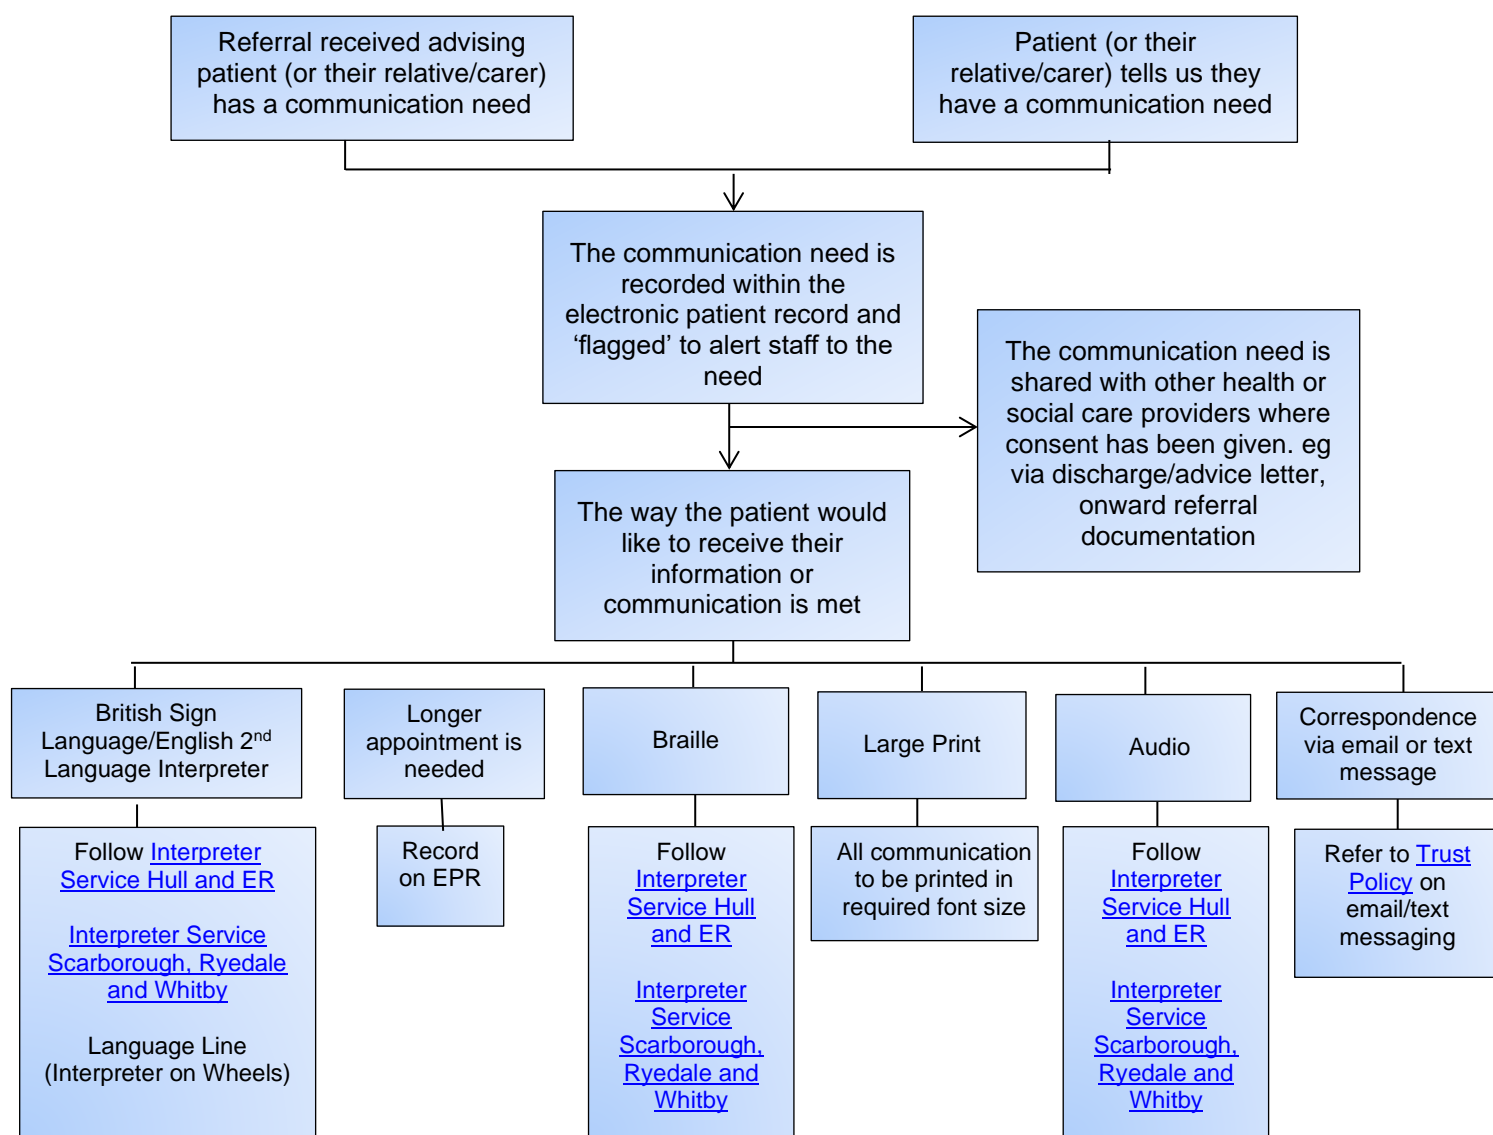 Referral received advising
patient (or their relative/carer)
has a communication need
Patient (or their
relative/carer) tells us they
have a communication need
The communication need is
recorded within the
electronic patient record and
‘flagged’ to alert staff to the
need
The communication need is
shared with other health or
social care providers where
consent has been given. eg
via discharge/advice letter,
onward referral
documentation
The way the patient would
like to receive their
information or
communication is met
British Sign
Language/English 2nd
Language Interpreter
Longer
appointment is
needed
Braille
Large Print
Audio
Correspondence
via email or text
message
Follow Interpreter
Service Hull and ER
Interpreter Service
Scarborough, Ryedale
and Whitby
Language Line
(Interpreter on Wheels)
Record
on EPR
Follow
Interpreter
Service Hull
and ER
Interpreter
Service
Scarborough,
Ryedale and
Whitby
All communication
to be printed in
required font size
Follow
Interpreter
Service Hull
and ER
Interpreter
Service
Scarborough,
Ryedale and
Whitby
Refer to Trust
Policy on
email/text
messaging